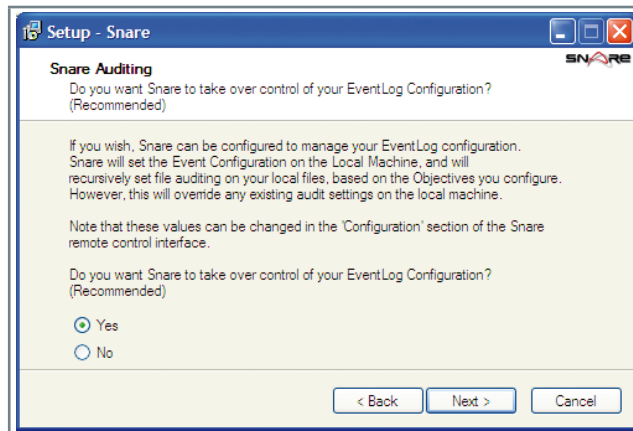 Setup - Snare
SNARE
Snare Auditing
Do you want Snare to take over control of your EventLog Configuration?
(Recommended)
If you wish, Snare can be configured to manage your EventLog configuration.
Snare will set the Event Configuration on the Local Machine, and will
recursively set file auditing on your local files, based on the Objectives you configure.
However, this will override any existing audit settings on the local machine.
Note that these values can be changed in the 'Configuration' section of the Snare
remote control interface.
Do you want Snare to take over control of your EventLog Configuration?
(Recommended)
Yes
No
< Back
Next >
Cancel